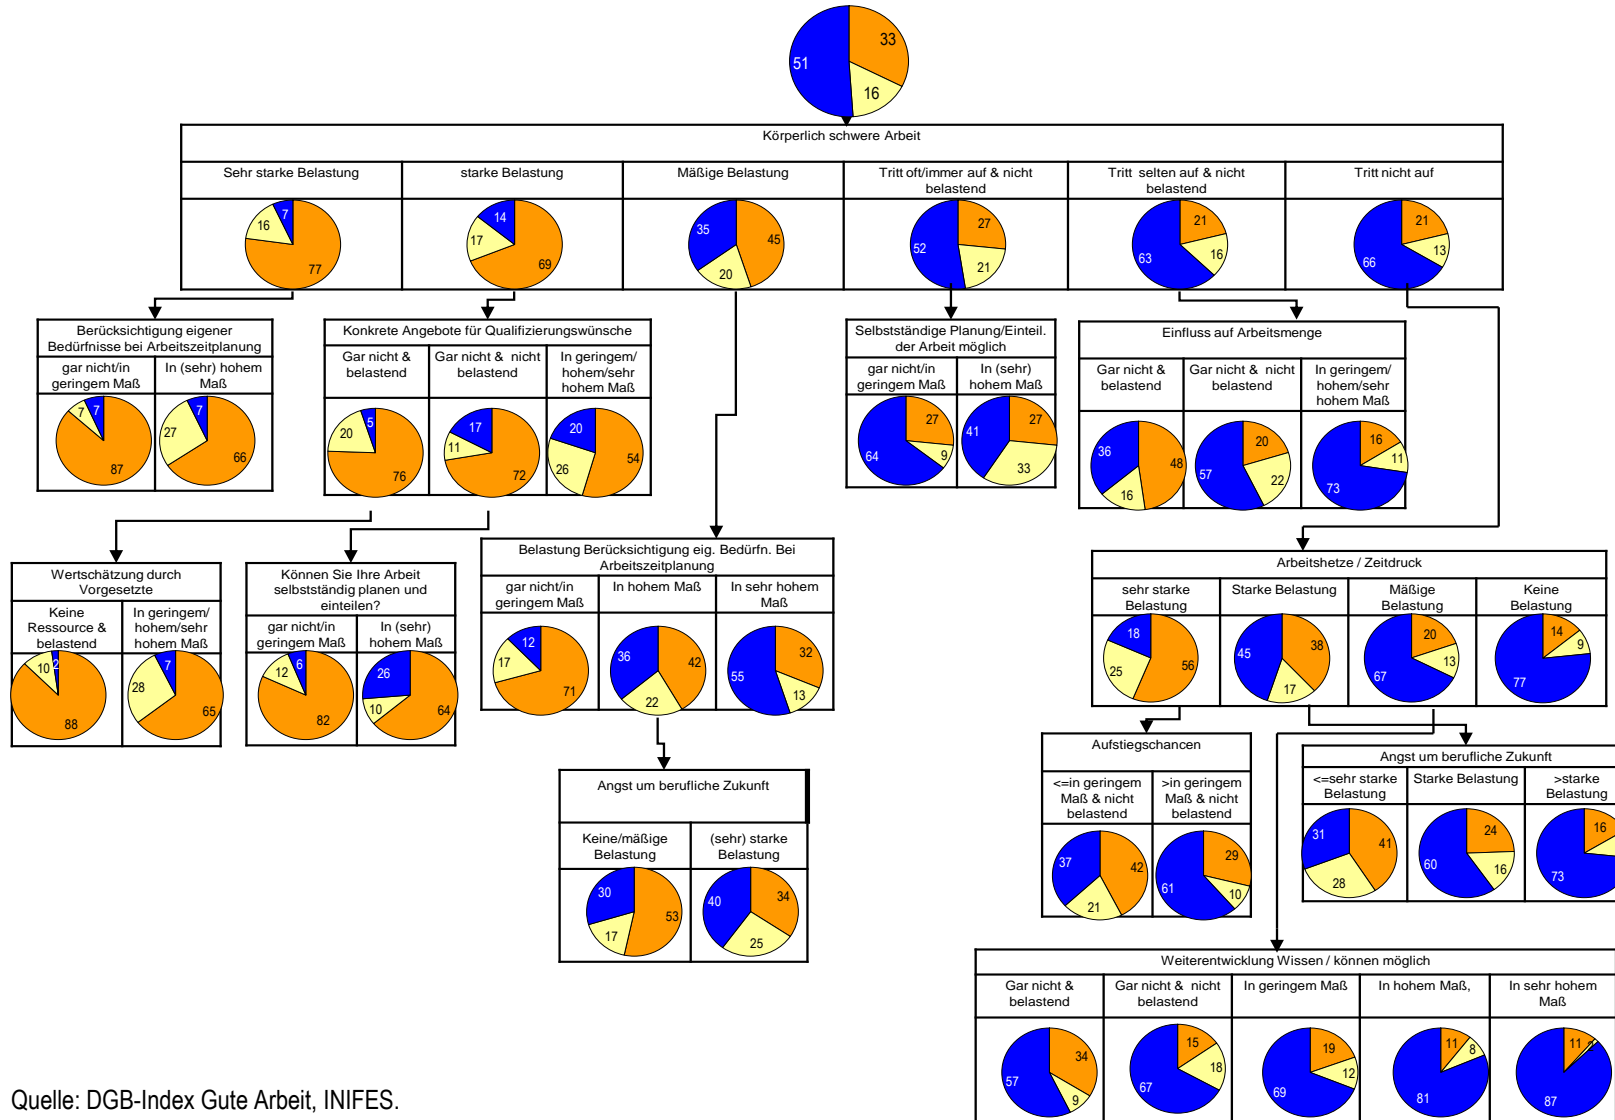 33
51
16
Körperlich schwere Arbeit
Sehr starke Belastung
starke Belastung
Mäßige Belastung
Tritt oft/immer auf & nicht
belastend
Tritt selten auf & nicht
belastend
Tritt nicht auf
7
16
77
14
17
69
35
45
20
27
52
21
21
63
16
21
66
13
Berücksichtigung eigener
Bedürfnisse bei Arbeitszeitplanung
gar nicht/in
geringem Maß
In (sehr) hohem
Maß
7
7
87
7
27
66
Konkrete Angebote für Qualifizierungswünsche
Gar nicht &
belastend
Gar nicht & nicht
belastend
In geringem/
hohem/sehr
hohem Maß
5
20
76
17
11
72
20
26
54
Selbstständige Planung/Einteil.
der Arbeit möglich
gar nicht/in
geringem Maß
In (sehr)
hohem Maß
27
64
9
27
41
33
Einfluss auf Arbeitsmenge
Gar nicht &
belastend
Gar nicht & nicht
belastend
In geringem/
hohem/sehr
hohem Maß
36
48
16
20
57
22
16
11
73
Wertschätzung durch
Vorgesetzte
Keine
Ressource &
belastend
In geringem/
hohem/sehr
hohem Maß
10
2
88
7
28
65
Können Sie Ihre Arbeit
selbstständig planen und
einteilen?
gar nicht/in
geringem Maß
In (sehr)
hohem Maß
6
12
82
26
10
64
Belastung Berücksichtigung eig. Bedürfn. Bei
Arbeitszeitplanung
gar nicht/in
geringem Maß
In hohem Maß
In sehr hohem
Maß
12
17
71
36
42
22
32
55
13
Arbeitshetze / Zeitdruck
sehr starke
Belastung
Starke Belastung
Mäßige
Belastung
Keine
Belastung
18
25
56
38
45
17
20
13
67
14
9
77
Angst um berufliche Zukunft
Keine/mäßige
Belastung
(sehr) starke
Belastung
30
53
17
34
40
25
Aufstiegschancen
<=in geringem
Maß & nicht
belastend
>in geringem
Maß & nicht
belastend
37
42
21
29
61
10
Angst um berufliche Zukunft
<=sehr starke
Belastung
Starke Belastung
>starke
Belastung
31
41
28
24
60
16
16
73
Weiterentwicklung Wissen / können möglich
Gar nicht &
belastend
Gar nicht & nicht
belastend
In geringem Maß
In hohem Maß,
In sehr hohem
Maß
34
57
9
15
18
67
19
12
69
11
8
81
11
2
87
Quelle: DGB-Index Gute Arbeit, INIFES.